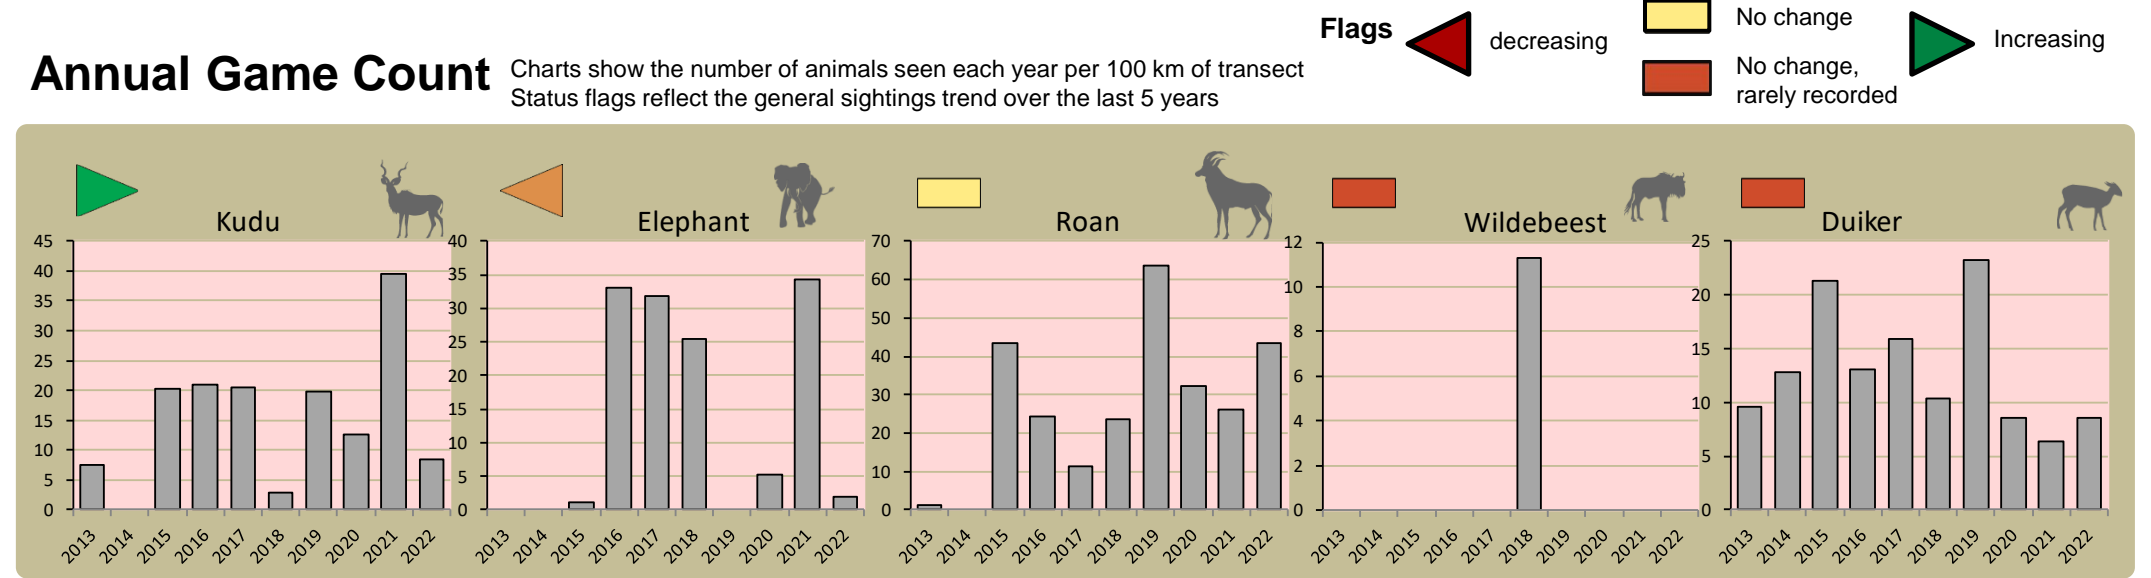 Annual Game Count
Charts show the number of animals seen each year per 100 km of transect
Status flags reflect the general sightings trend over the last 5 years
Flags
decreasing
No change
No change,
rarely recorded
Increasing
Kudu
45
40
35
30
25
20
15
10
5
0
2013 2014 2015 2016 2017 2018 2019 2020 2021 2022
Elephant
40
35
30
25
20
15
10
5
0
2013 2014 2015 2016 2017 2018 2019 2020 2021 2022
Roan
70
60
50
40
30
20
10
0
2013 2014 2015 2016 2017 2018 2019 2020 2021 2022
Wildebeest
12
10
8
6
4
2
0
2013 2014 2015 2016 2017 2018 2019 2020 2021 2022
Duiker
25
20
15
10
5
0
2013 2014 2015 2016 2017 2018 2019 2020 2021 2022